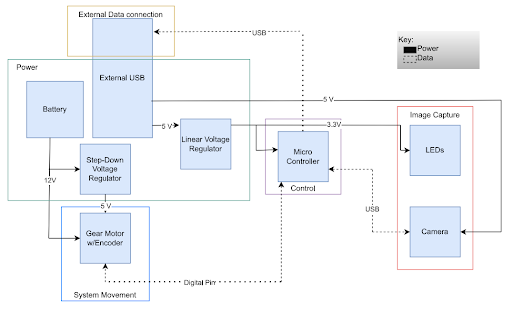 External Data connection
USB
Key:
Power
Data
Power
External USB
Battery
5 V
5 V
3.3V
Image Capture
Linear Voltage
Regulator
Micro
Controller
LEDs
Step-Down
Voltage
Regulator
12V
Control
5 V
USB
Gear Motor
w/Encoder
Camera
Digital Pin
System Movement